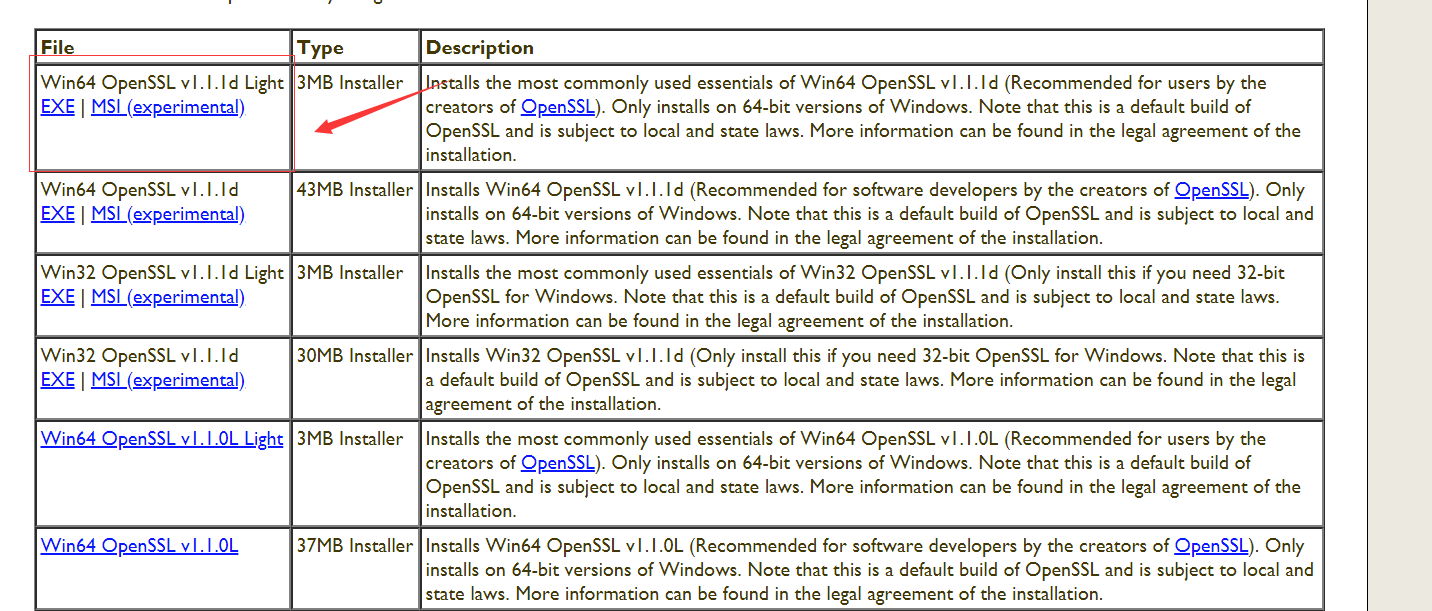 File Type Description
Win64 OpenSSL v1.1.1d Light 3MB Installer Installs the most commonly used essentials of Win64 OpenSSL v1.1.1d (Recommended for users by the
EXE | MSI (experimental) creators of OpenSSL). Only installs on 64-bit versions of Windows. Note that this is a default build of
OpenSSL and is subject to local and state laws. More information can be found in the legal agreement of the
installation.
Win64 OpenSSL v1.1.1d 43MB Installer Installs Win64 OpenSSL v1.1.1d (Recommended for software developers by the creators of OpenSSL). Only
EXE | MSI (experimental) installs on 64-bit versions of Windows. Note that this is a default build of OpenSSL and is subject to local and
state laws. More information can be found in the legal agreement of the installation.
Win32 OpenSSL v1.1.1d Light 3MB Installer Installs the most commonly used essentials of Win32 OpenSSL v1.1.1d (Only install this if you need 32-bit
EXE | MSI (experimental) OpenSSL for Windows. Note that this is a default build of OpenSSL and is subject to local and state laws.
More information can be found in the legal agreement of the installation.
Win32 OpenSSL v1.1.1d 30MB Installer Installs Win32 OpenSSL v1.1.1d (Only install this if you need 32-bit OpenSSL for Windows. Note that this is
EXE | MSI (experimental) a default build of OpenSSL and is subject to local and state laws. More information can be found in the legal
agreement of the installation.
Win64 OpenSSL v1.1.0L Light 3MB Installer Installs the most commonly used essentials of Win64 OpenSSL v1.1.0L (Recommended for users by the
creators of OpenSSL). Only installs on 64-bit versions of Windows. Note that this is a default build of
OpenSSL and is subject to local and state laws. More information can be found in the legal agreement of the
installation.
Win64 OpenSSL v1.1.0L 37MB Installer Installs Win64 OpenSSL v1.1.0L (Recommended for software developers by the creators of OpenSSL). Only
installs on 64-bit versions of Windows. Note that this is a default build of OpenSSL and is subject to local and
state laws. More information can be found in the legal agreement of the installation.